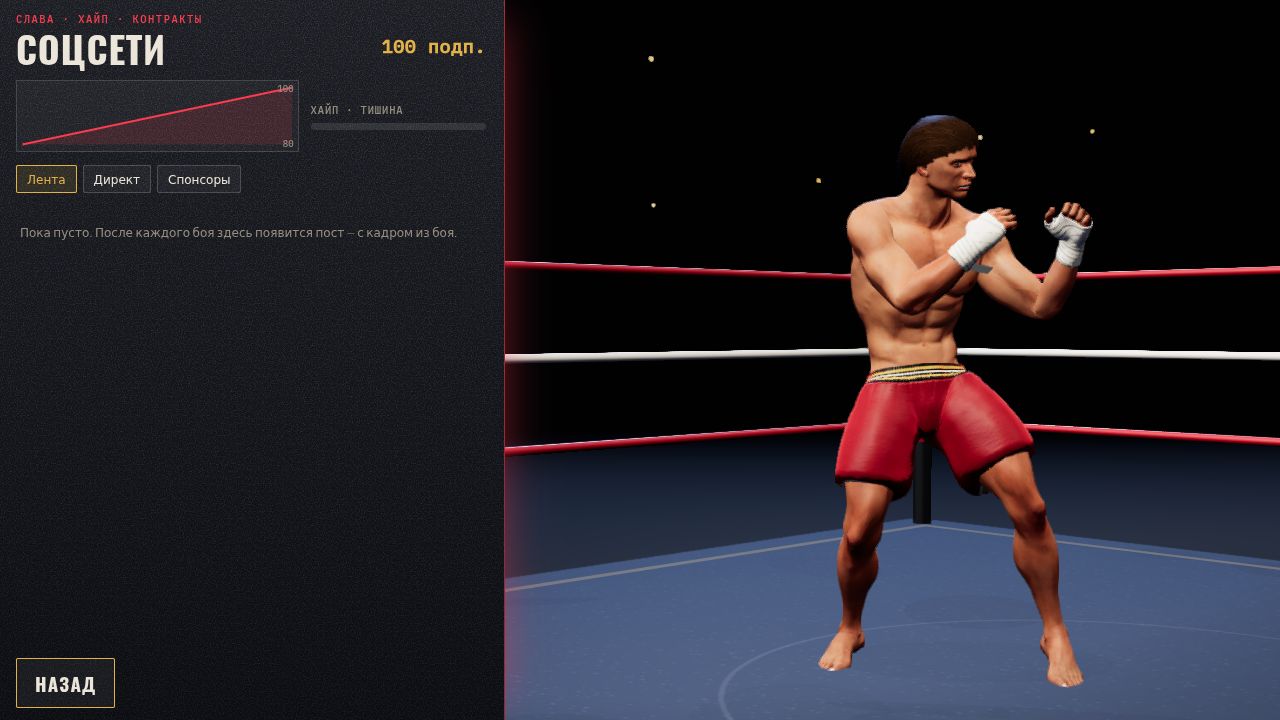 СЛАВА · ХАЙП · КОНТРАКТЫ
СОЦСЕТИ
100 подп.
100
80
ХАЙП · ТИШИНА
Лента
Директ
Спонсоры
Пока пусто. После каждого боя здесь появится пост — с кадром из боя.
НАЗАД